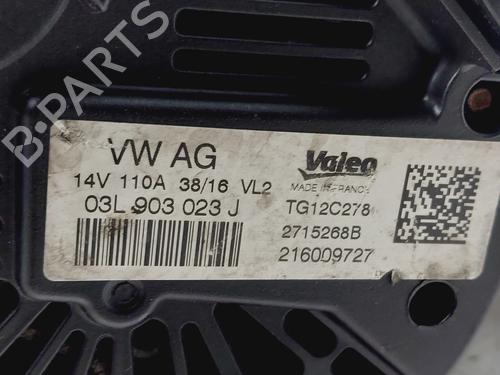 B-PARTS
VW AG
14V 110A 38/16 VL2
03L 903 023 J
Valeo
MADE IN FRANCE
TG12C278
2715268B
216009727